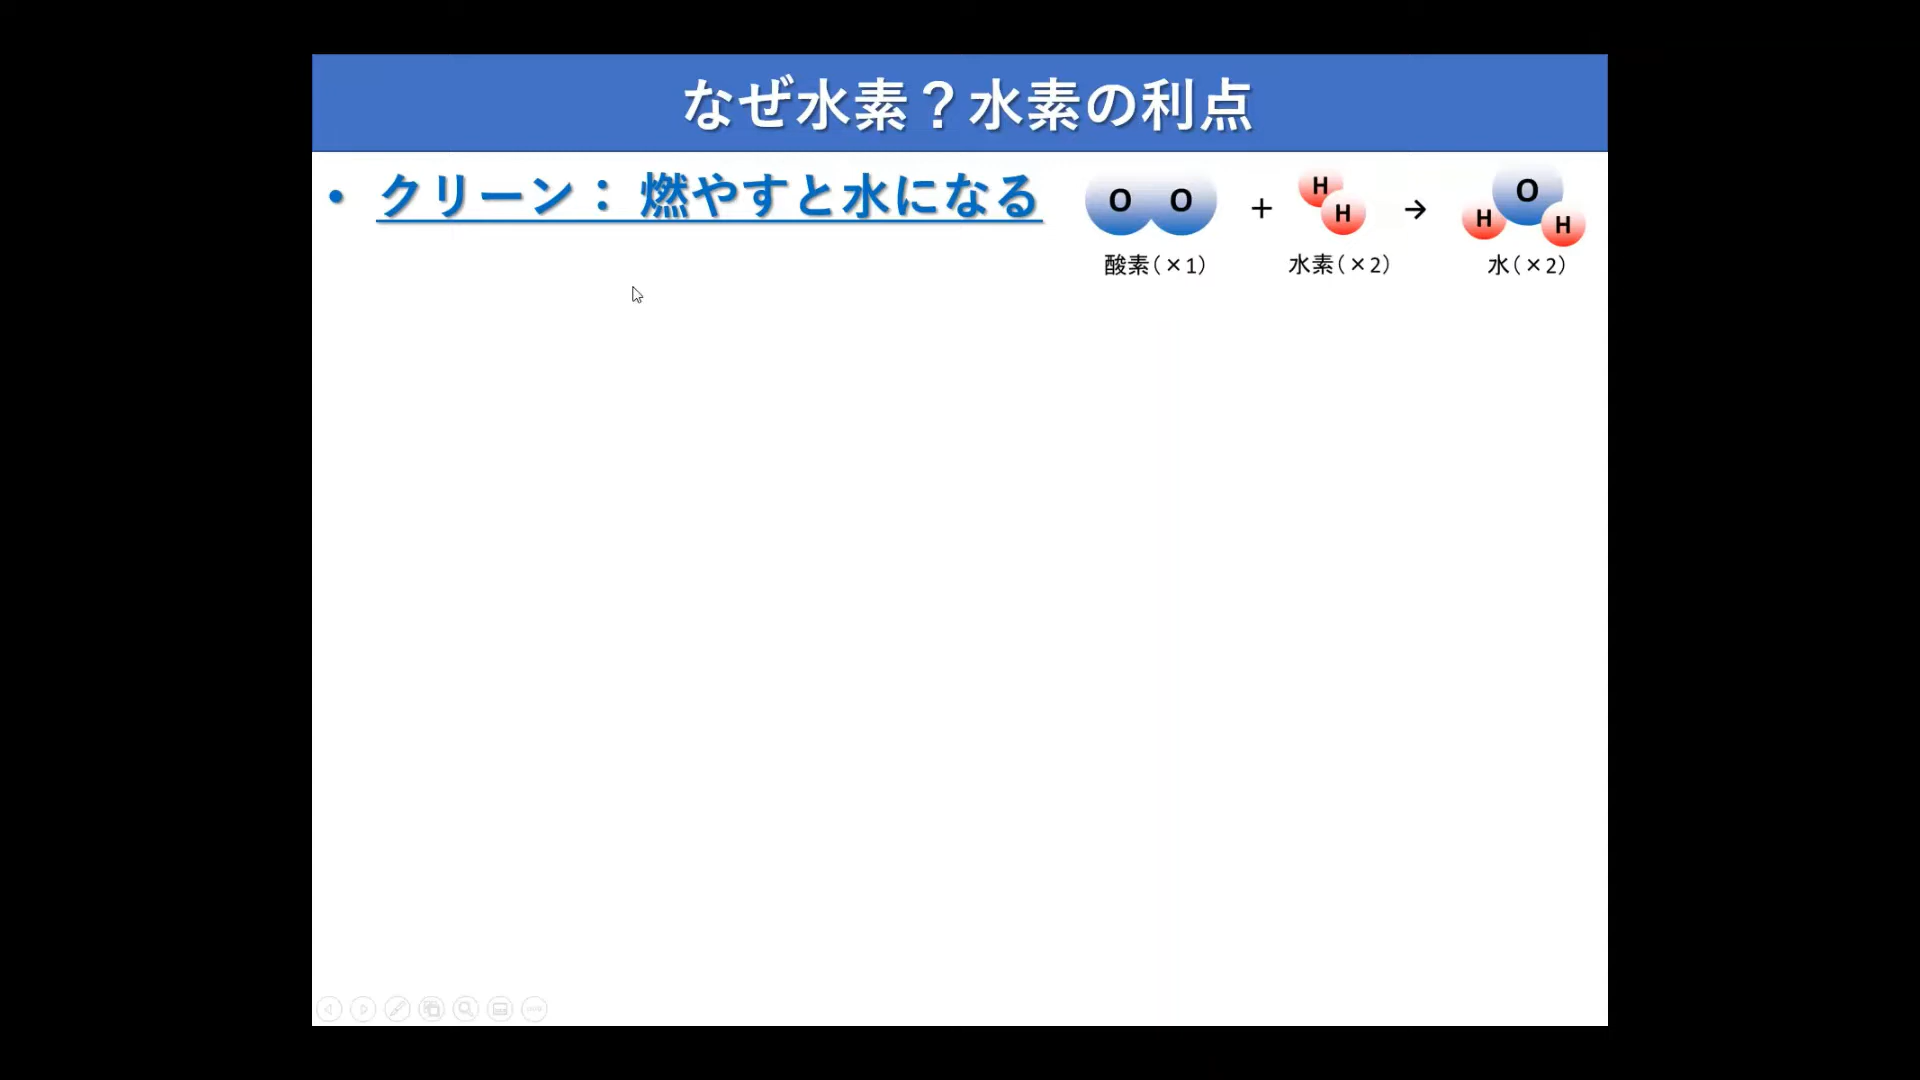 なぜ水素？水素の利点
• クリーン： 燃やすと水になる
O O + H H → H O H
酸素（×1） 水素（×2） 水（×2）